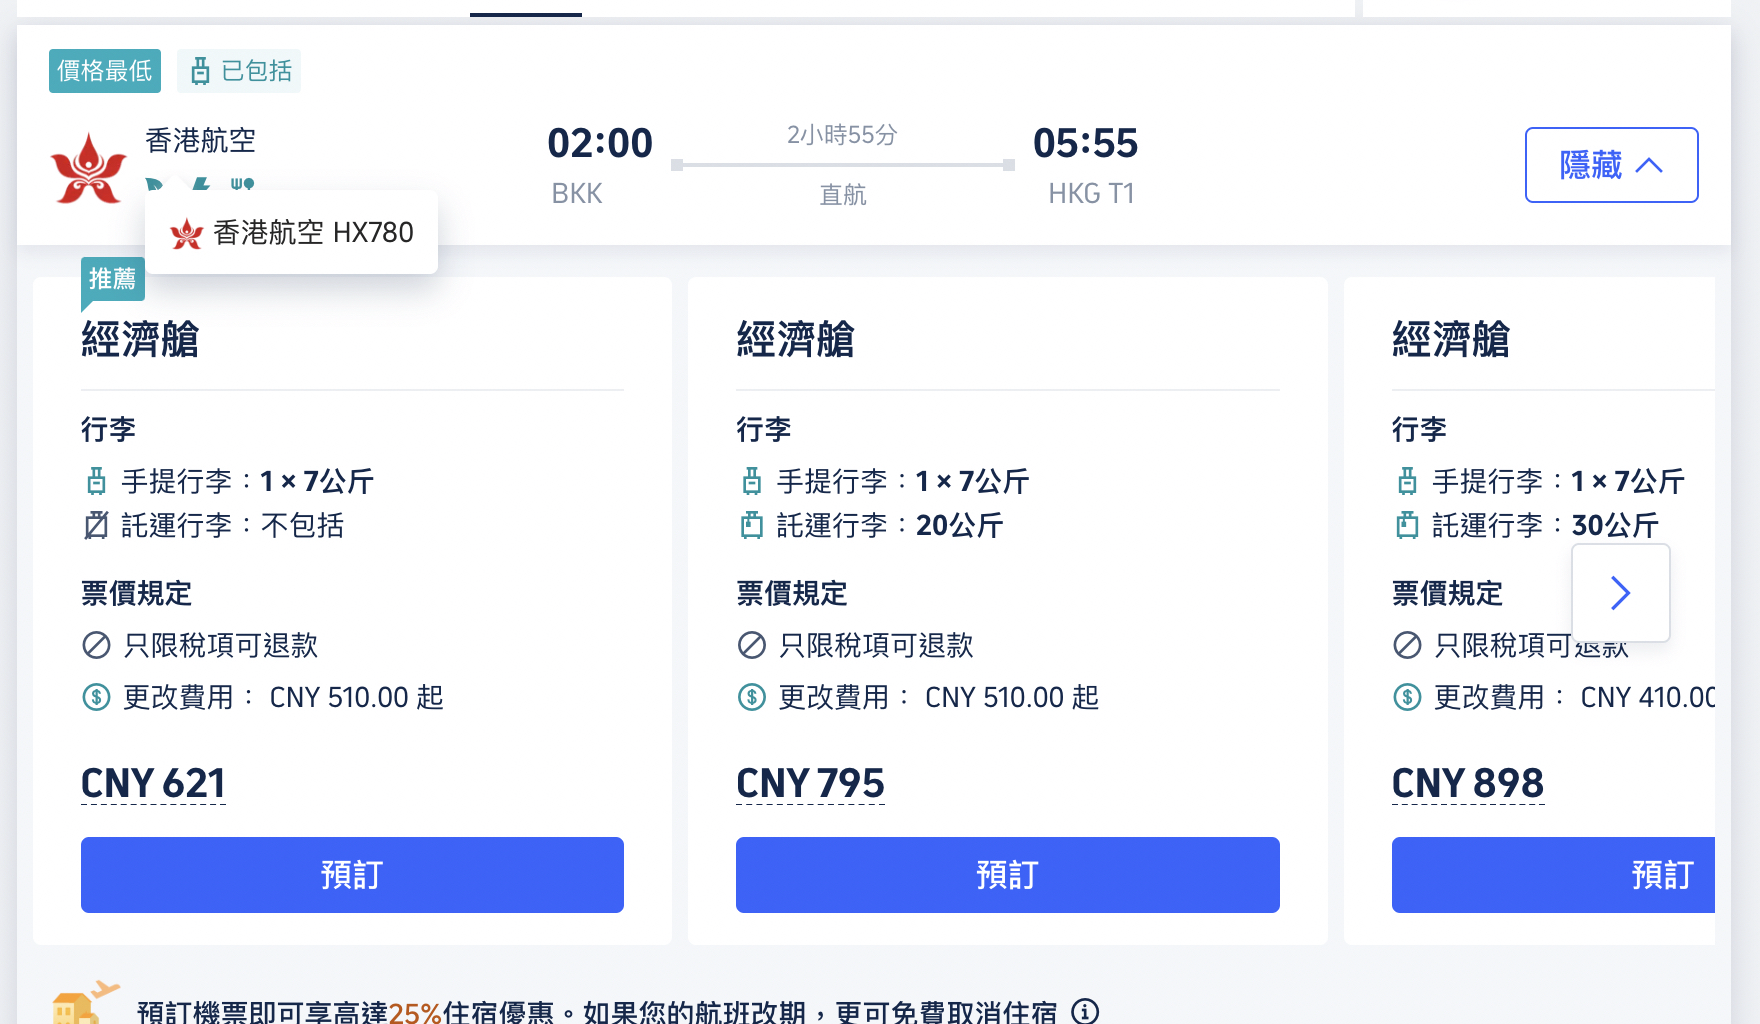 價格最低 已包括
香港航空
02:00 2小時55分 05:55
BKK 直航 HKG T1
隱藏
香港航空 HX780
推薦
經濟艙
行李
手提行李：1 × 7公斤
託運行李：不包括
票價規定
只限稅項可退款
更改費用： CNY 510.00 起
CNY 621
預訂
經濟艙
行李
手提行李：1 × 7公斤
託運行李：20公斤
票價規定
只限稅項可退款
更改費用： CNY 510.00 起
CNY 795
預訂
經濟艙
行李
手提行李：1 × 7公斤
託運行李：30公斤
票價規定
只限稅項可退款
更改費用： CNY 410.00
CNY 898
預訂
預訂機票即可享高達25%住宿優惠。如果您的航班改期，更可免費取消住宿